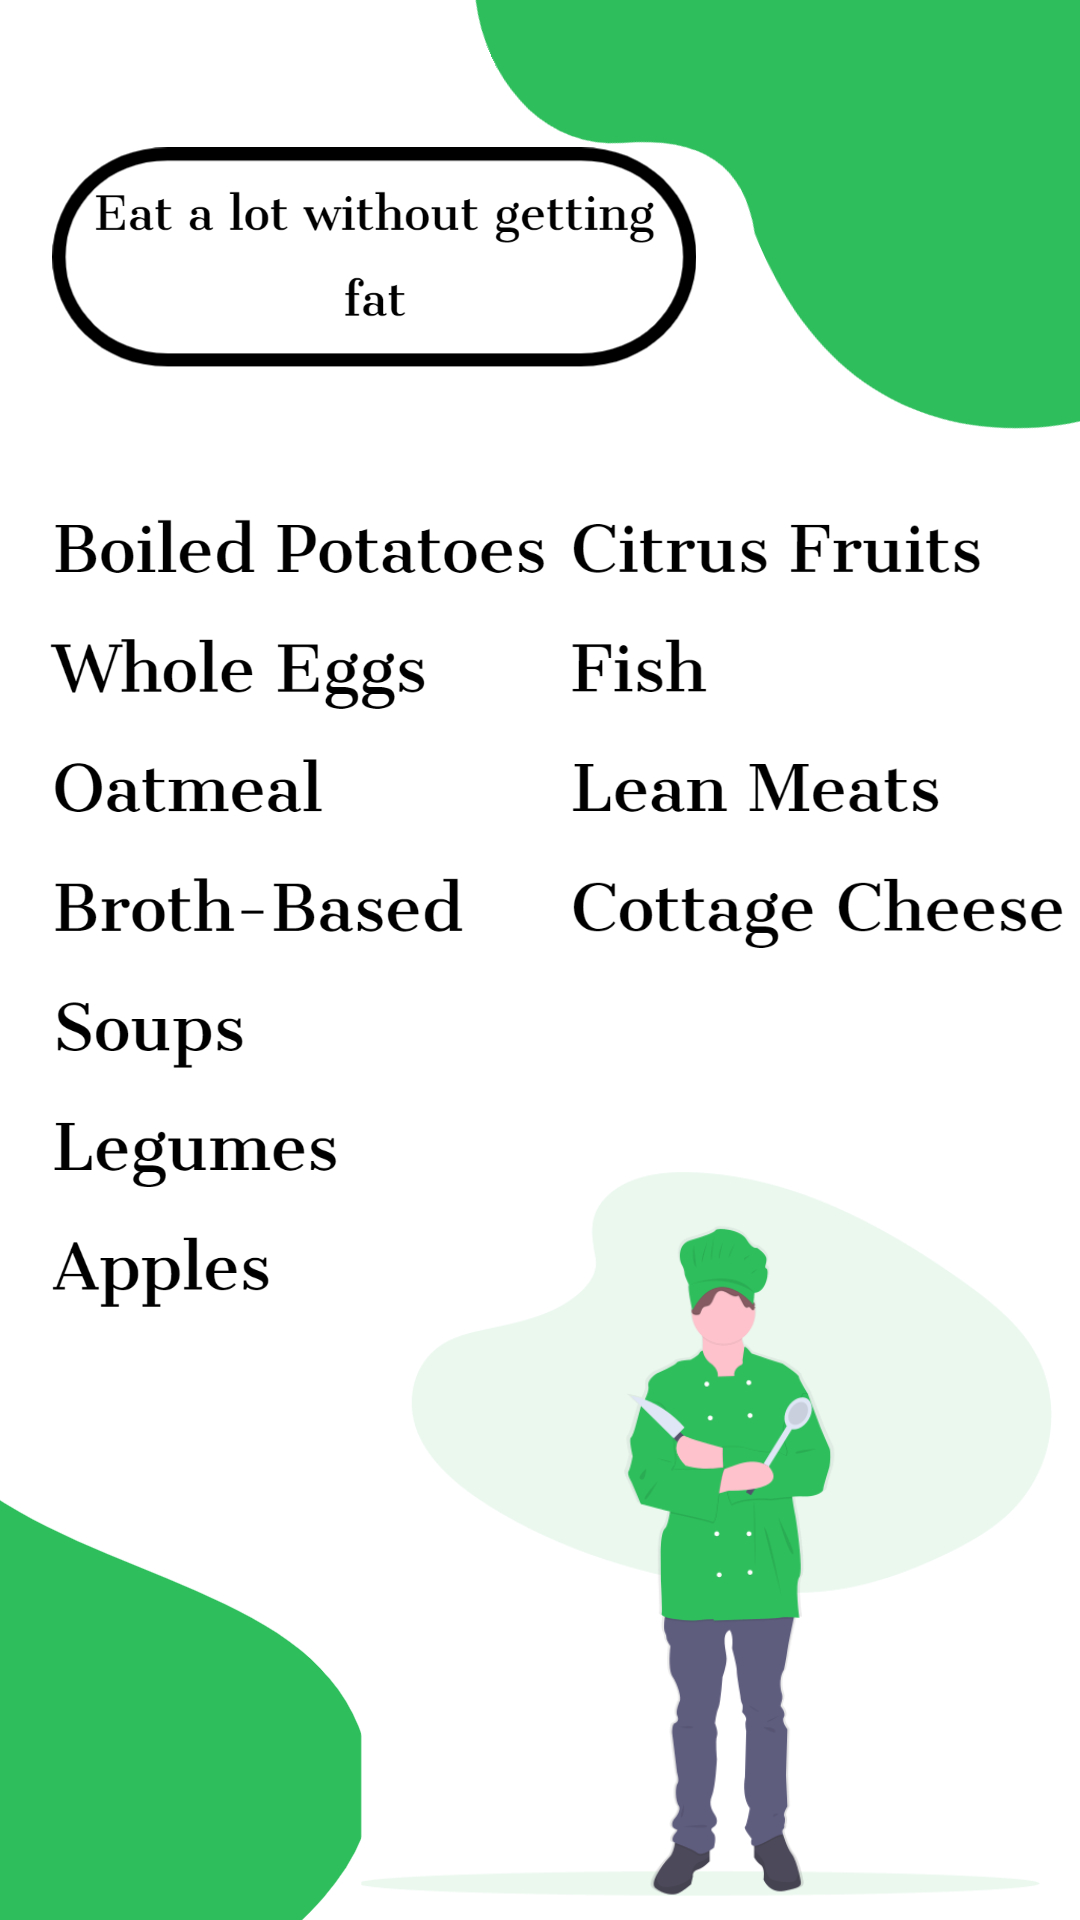 Eat a lot without getting
fat
Boiled Potatoes
Whole Eggs
Oatmeal
Broth-Based
Soups
Legumes
Apples
Citrus Fruits
Fish
Lean Meats
Cottage Cheese